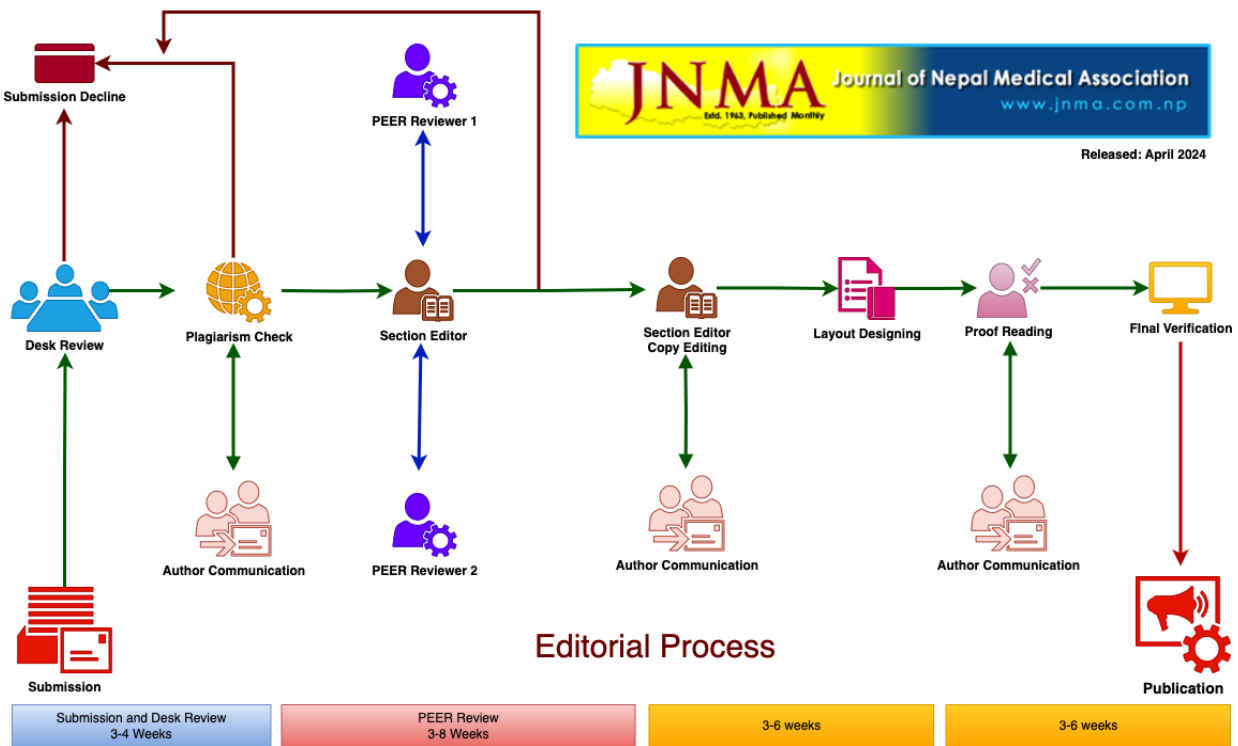 JNMA
Journal of Nepal Medical Association
www.jnma.com.np
Estd. 1963, Published Monthly
Released: April 2024
Submission Decline
PEER Reviewer 1
Desk Review
Plagiarism Check
Section Editor
Section Editor
Copy Editing
Layout Designing
Proof Reading
FInal Verification
Author Communication
PEER Reviewer 2
Author Communication
Author Communication
Submission
Editorial Process
Publication
Submission and Desk Review
3-4 Weeks
PEER Review
3-8 Weeks
3-6 weeks
3-6 weeks